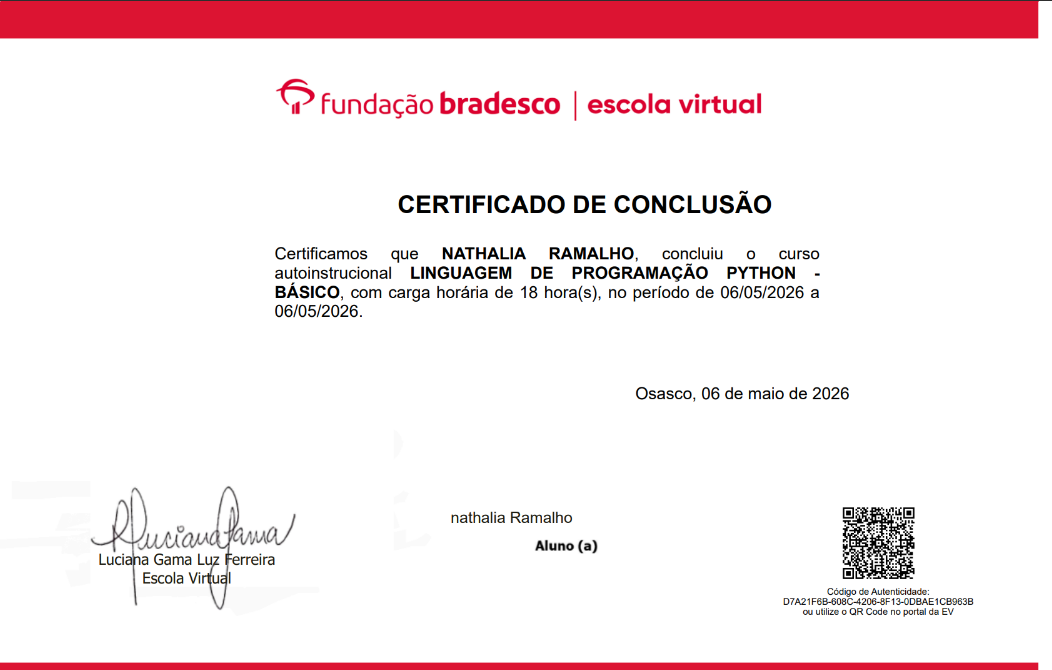 fundação bradesco | escola virtual
CERTIFICADO DE CONCLUSÃO
Certificamos que NATHALIA RAMALHO, concluiu o curso
autoinstrucional LINGUAGEM DE PROGRAMAÇÃO PYTHON -
BÁSICO, com carga horária de 18 hora(s), no período de 06/05/2026 a
06/05/2026.
Osasco, 06 de maio de 2026
LucianaGama
Luciana Gama Luz Ferreira
Escola Virtual
nathalia Ramalho
Aluno (a)
Código de Autenticidade:
D7A21F6B-608C-4206-8F13-0DBAE1CB963B
ou utilize o QR Code no portal da EV